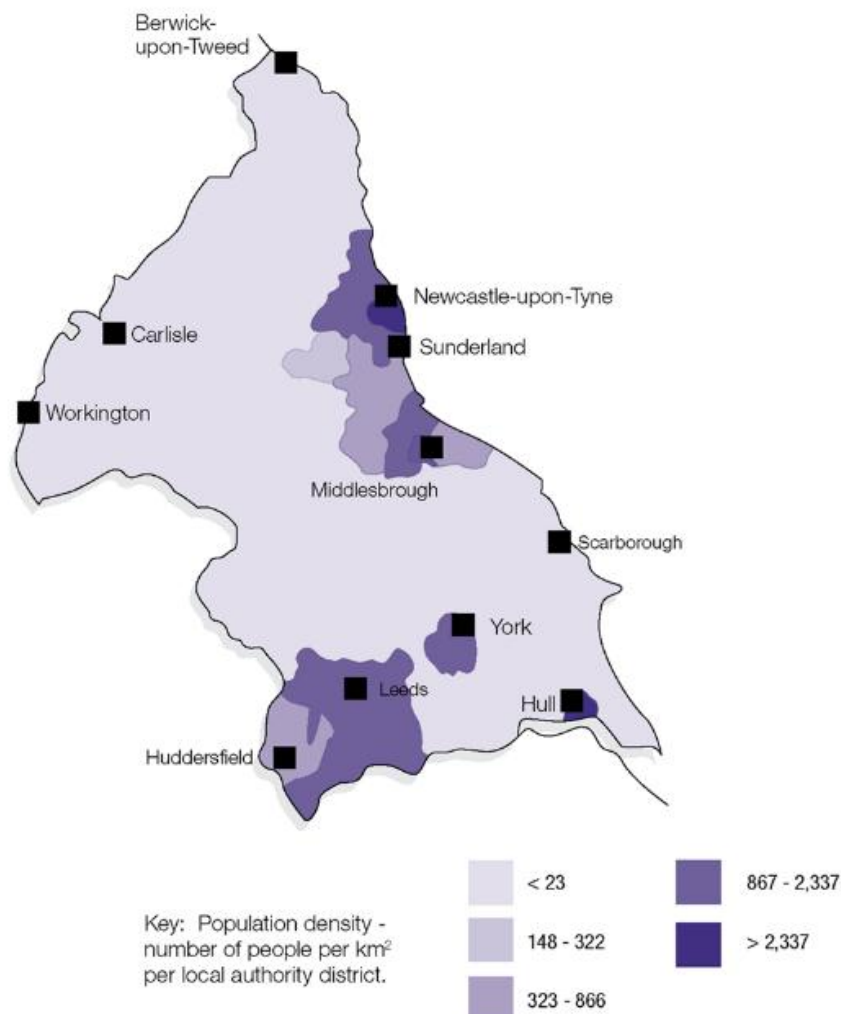 Berwick-
upon-Tweed
Newcastle-upon-Tyne
Carlisle
Sunderland
Workington
Middlesbrough
Scarborough
York
Leeds
Hull
Huddersfield
Key: Population density -
number of people per km²
per local authority district.
< 23
148 - 322
323 - 866
867 - 2,337
> 2,337